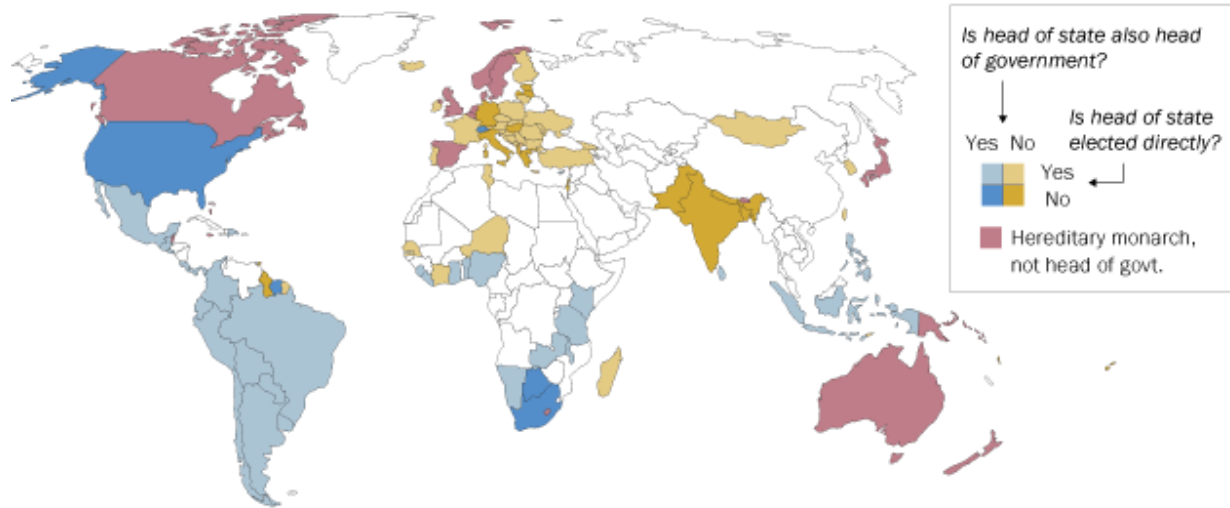 Is head of state also head
of government?
Is head of state
elected directly?
Yes No
Yes
No
Hereditary monarch,
not head of govt.